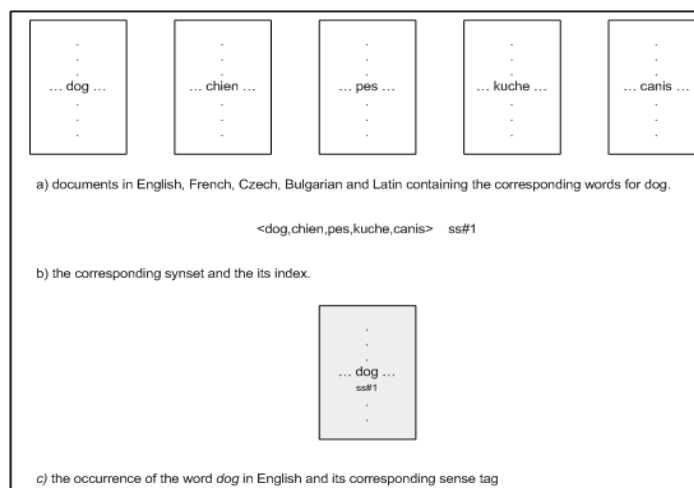 ... dog ...
... chien ...
... pes ...
... kuche ...
... canis ...
a) documents in English, French, Czech, Bulgarian and Latin containing the corresponding words for dog.
<dog,chien,pes,kuche,canis> ss#1
b) the corresponding synset and the its index.
... dog ...
ss#1
c) the occurrence of the word dog in English and its corresponding sense tag